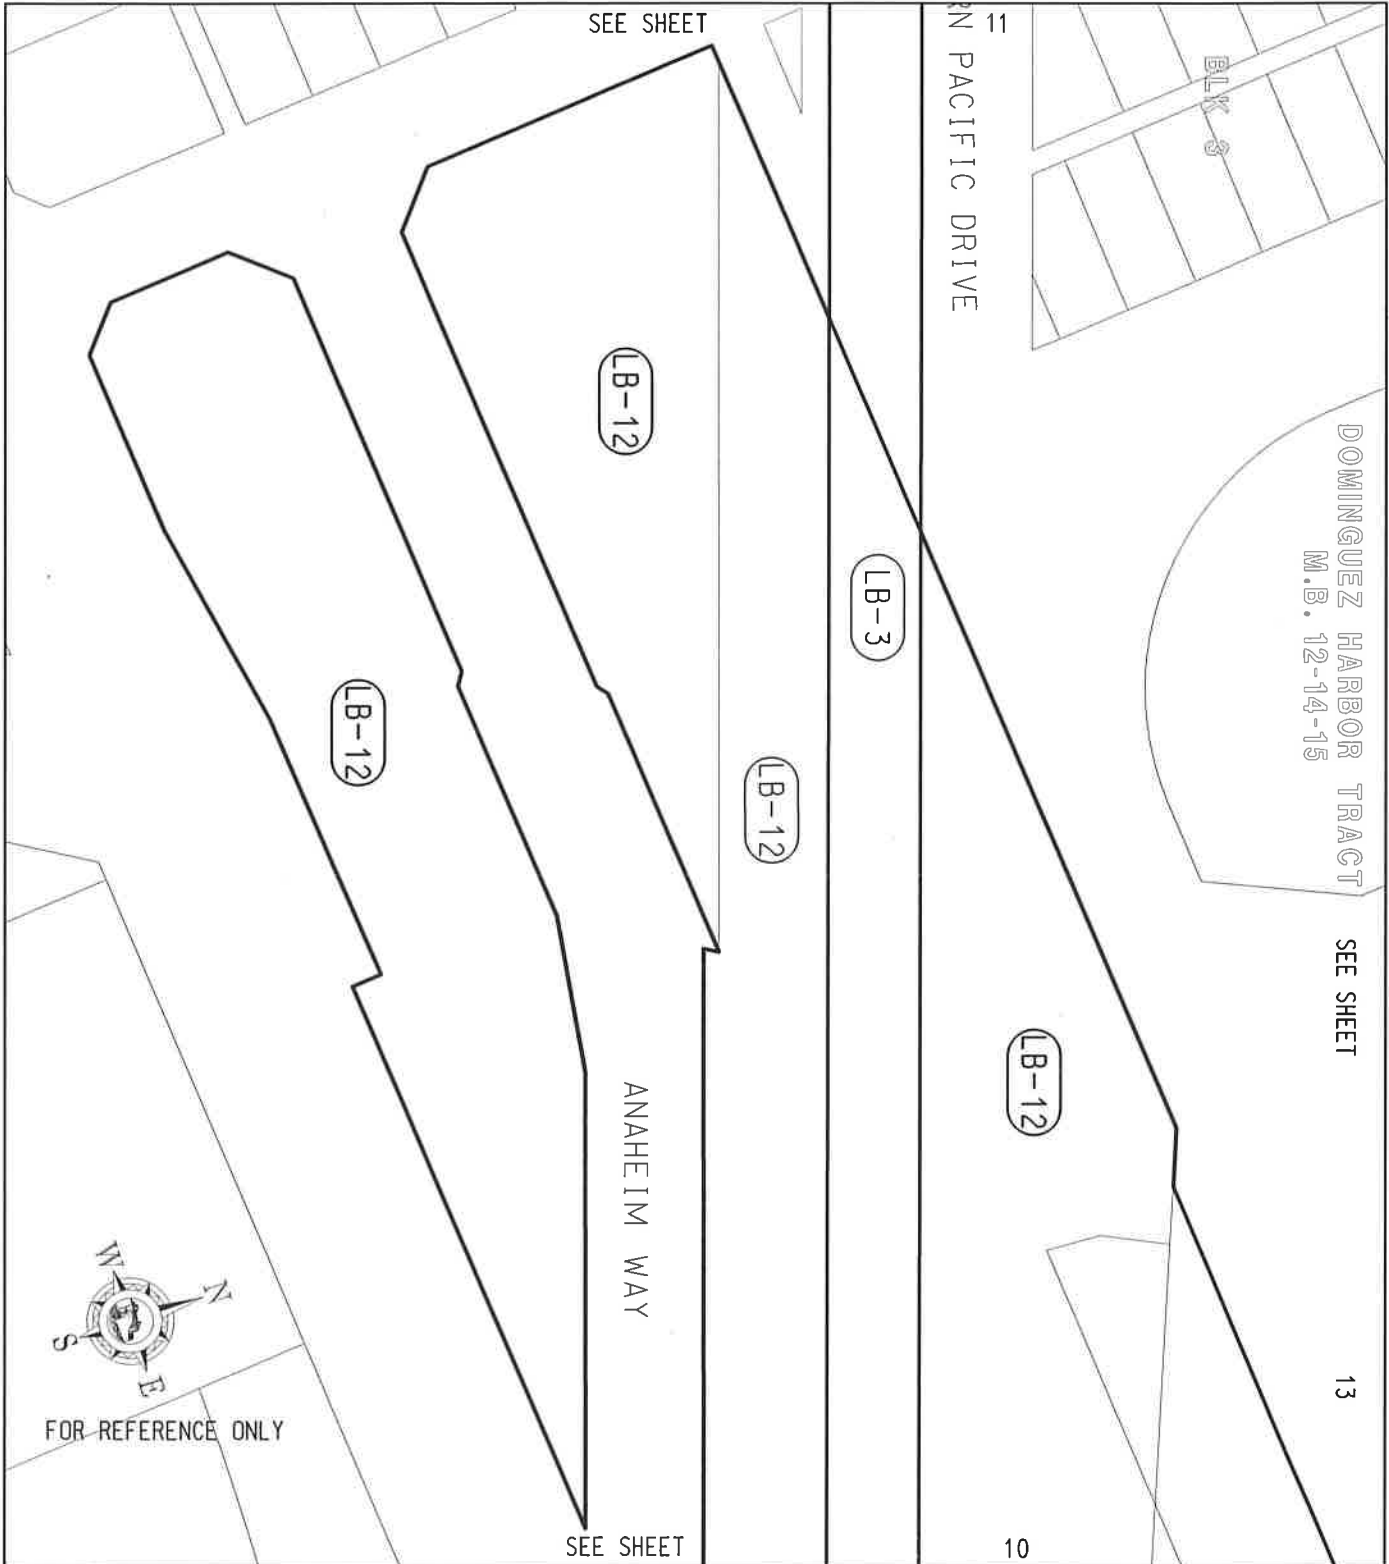 SEE SHEET 11
RN PACIFIC DRIVE
BLK 3
DOMINGUEZ HARBOR TRACT
M.B. 12-14-15
SEE SHEET 13
LB-12
LB-3
LB-12
LB-12
LB-12
ANAHEIM WAY
N
W
E
S
FOR REFERENCE ONLY
SEE SHEET 10